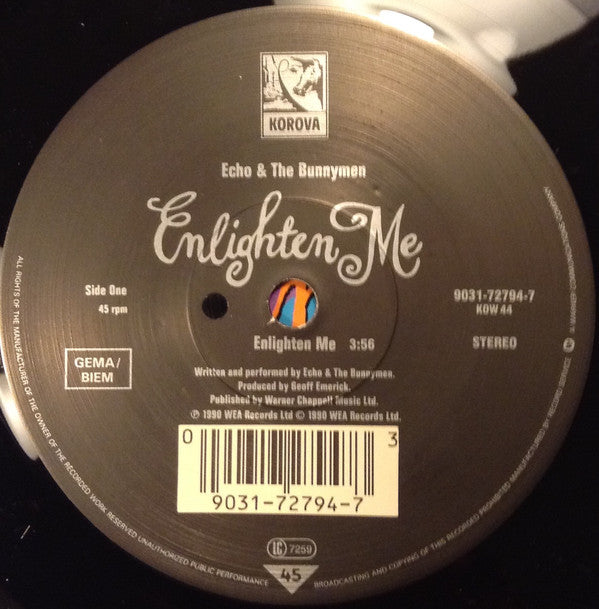 KOROVA
Echo & The Bunnymen
Enlighten Me
Side One
45 rpm
9031-72794-7
KOW 44
Enlighten Me 3:56
STEREO
GEMA/
BIEM
Written and performed by Echo & The Bunnymen.
Produced by Geoff Emerick.
Published by Warner Chappell Music Ltd.
℗ 1990 WEA Records Ltd © 1990 WEA Records Ltd.
0 3
9031-72794-7
LC 7259
45
ALL RIGHTS OF THE MANUFACTURER OF THE OWNER OF THE RECORDED WORK RESERVED UNAUTHORIZED PUBLIC PERFORMANCE
BROADCASTING AND COPYING OF THIS RECORD PROHIBITED MANUFACTURED BY RECORD SERVICE
COMMUNICATIONS COMPANY